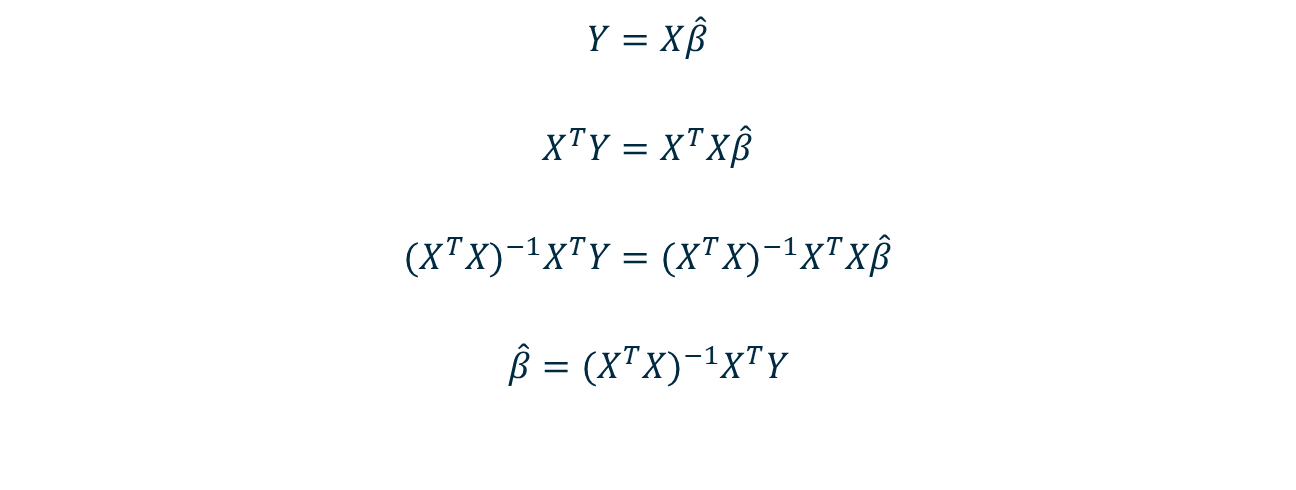 Y = Xβ̂
XᵀY = XᵀXβ̂
(XᵀX)⁻¹XᵀY = (XᵀX)⁻¹XᵀXβ̂
β̂ = (XᵀX)⁻¹XᵀY